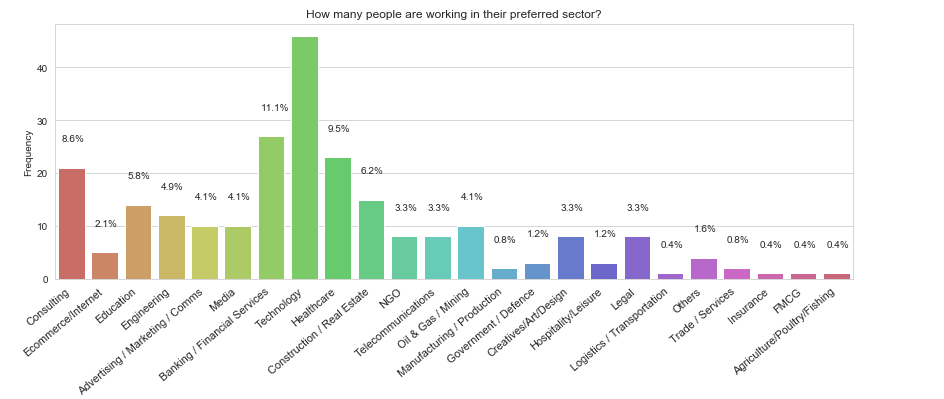 How many people are working in their preferred sector?
Frequency
40
30
20
10
0
8.6%
2.1%
5.8%
4.9%
4.1%
4.1%
11.1%
9.5%
6.2%
3.3%
3.3%
4.1%
0.8%
1.2%
3.3%
1.2%
3.3%
0.4%
1.6%
0.8%
0.4%
0.4%
0.4%
Consulting
Ecommerce/Internet
Education
Engineering
Advertising / Marketing / Comms
Media
Banking / Financial Services
Technology
Healthcare
Construction / Real Estate
NGO
Telecommunications
Oil & Gas / Mining
Manufacturing / Production
Government / Defence
Creatives/Art/Design
Hospitality/Leisure
Legal
Logistics / Transportation
Others
Trade / Services
Insurance
FMCG
Agriculture/Poultry/Fishing